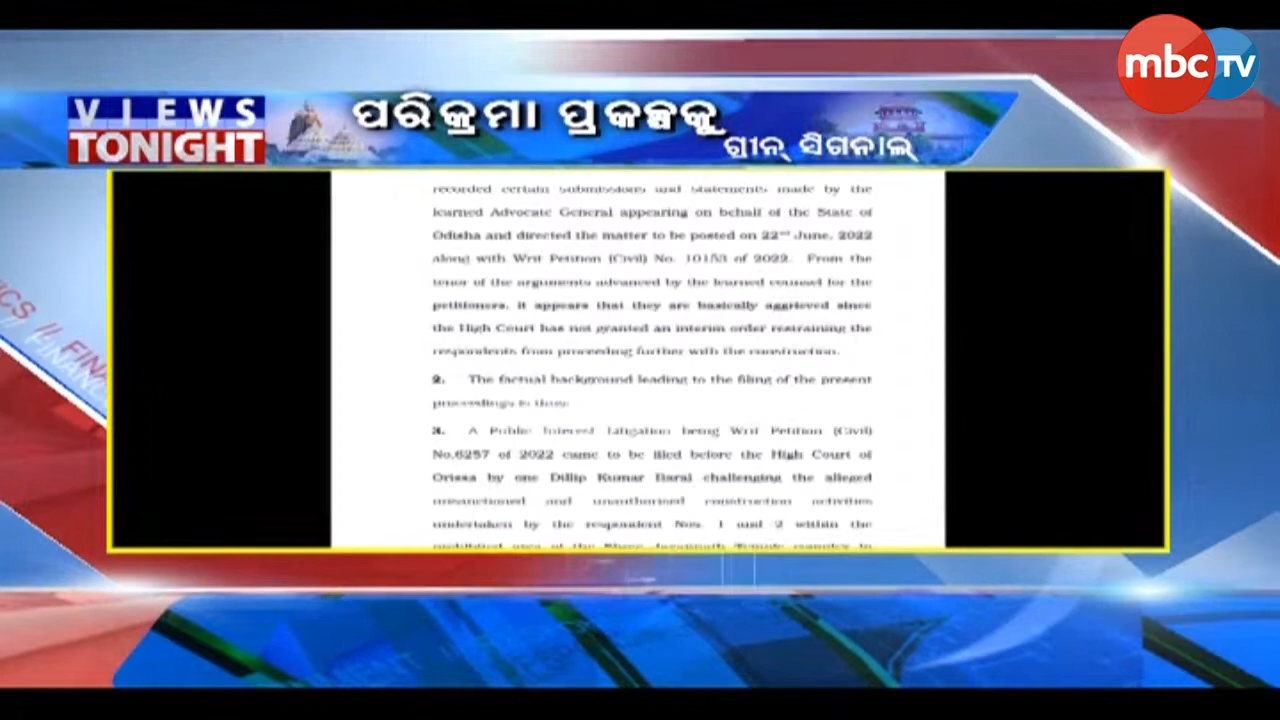 mbc TV
VIEWS
TONIGHT
ପରିକ୍ରମା ପ୍ରକଳ୍ପକୁ
ଗ୍ରୀନ୍ ସିଗନାଲ୍
recorded certain submissions and statements made by the
learned Advocate General appearing on behalf of the State of
Odisha and directed the matter to be posted on 22nd June, 2022
along with Writ Petition (Civil) No. 10153 of 2022. From the
tenor of the arguments advanced by the learned counsel for the
petitioners, it appears that they are basically aggrieved since
the High Court has not granted an interim order restraining the
respondents from proceeding further with the construction.
2. The factual background leading to the filing of the present
proceedings is thus:
3. A Public Interest Litigation being Writ Petition (Civil)
No.6257 of 2022 came to be filed before the High Court of
Orissa by one Dillip Kumar Baral challenging the alleged
unsanctioned and unauthorised construction activities
undertaken by the respondent Nos. 1 and 2 within the